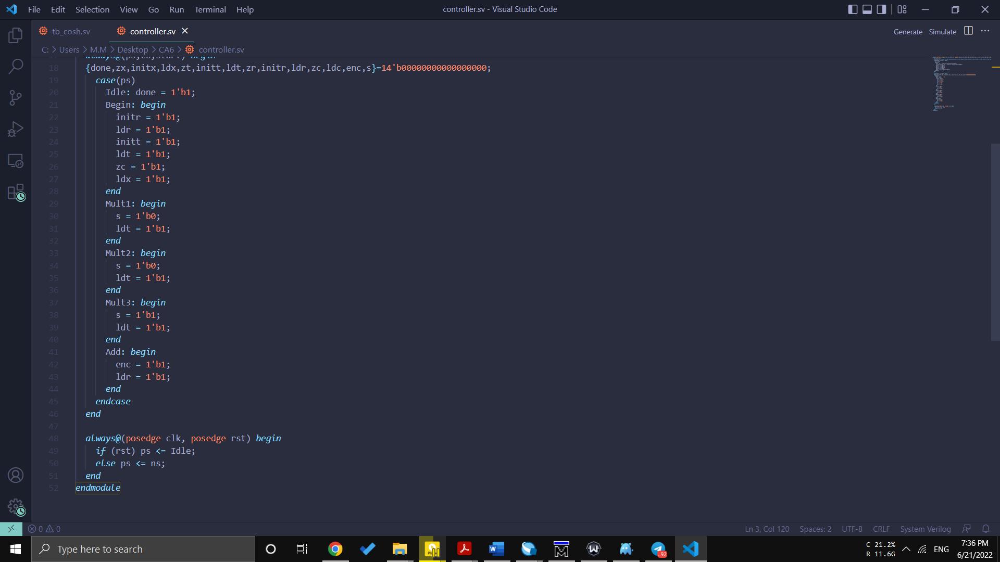 File Edit Selection View Go Run Terminal Help
controller.sv - Visual Studio Code
tb_cosh.sv controller.sv
Generate Simulate
C: > Users > M.M > Desktop > CA6 > controller.sv
always@(ps,co,start) begin
18 {done,zx,initx,ldx,zt,initt,ldt,zr,initr,ldr,zc,ldc,enc,s}=14'b00000000000000000;
19 case(ps)
20 Idle: done = 1'b1;
21 Begin: begin
22 initr = 1'b1;
23 ldr = 1'b1;
24 initt = 1'b1;
25 ldt = 1'b1;
26 zc = 1'b1;
27 ldx = 1'b1;
28 end
29 Mult1: begin
30 s = 1'b0;
31 ldt = 1'b1;
32 end
33 Mult2: begin
34 s = 1'b0;
35 ldt = 1'b1;
36 end
37 Mult3: begin
38 s = 1'b1;
39 ldt = 1'b1;
40 end
41 Add: begin
42 enc = 1'b1;
43 ldr = 1'b1;
44 end
45 endcase
46 end
47
48 always@(posedge clk, posedge rst) begin
49 if (rst) ps <= Idle;
50 else ps <= ns;
51 end
52 endmodule
0 0
Ln 3, Col 120 Spaces: 2 UTF-8 CRLF System Verilog
Type here to search
92
C 21.2%
R 11.6G
ENG
7:36 PM
6/21/2022